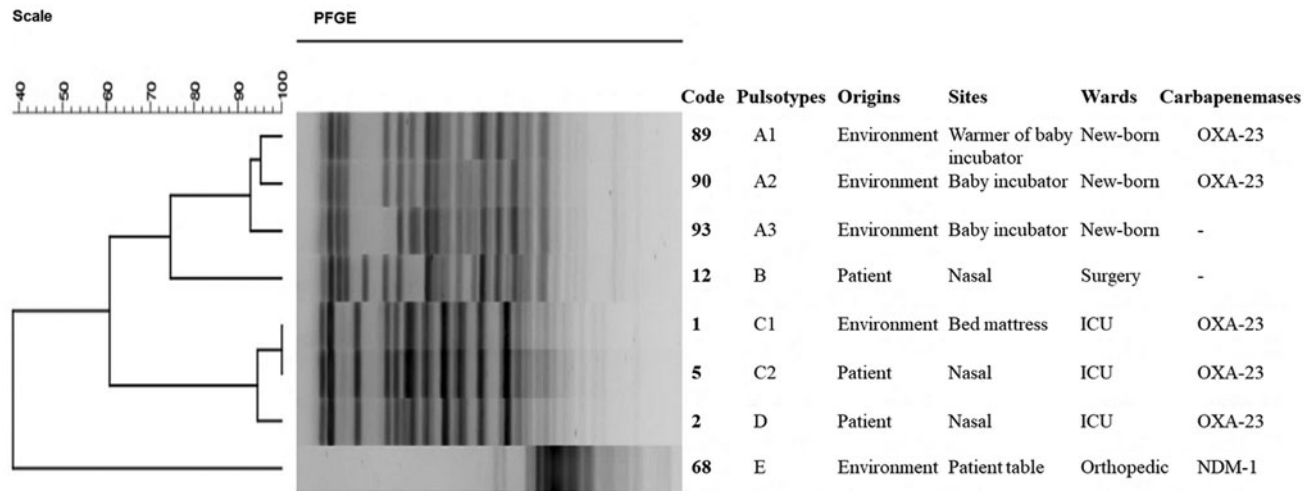 Scale
PFGE
40 50 60 70 80 90 100
Code Pulsotypes Origins Sites Wards Carbapenemases
89 A1 Environment Warmer of baby incubator New-born OXA-23
90 A2 Environment Baby incubator New-born OXA-23
93 A3 Environment Baby incubator New-born -
12 B Patient Nasal Surgery -
1 C1 Environment Bed mattress ICU OXA-23
5 C2 Patient Nasal ICU OXA-23
2 D Patient Nasal ICU OXA-23
68 E Environment Patient table Orthopedic NDM-1